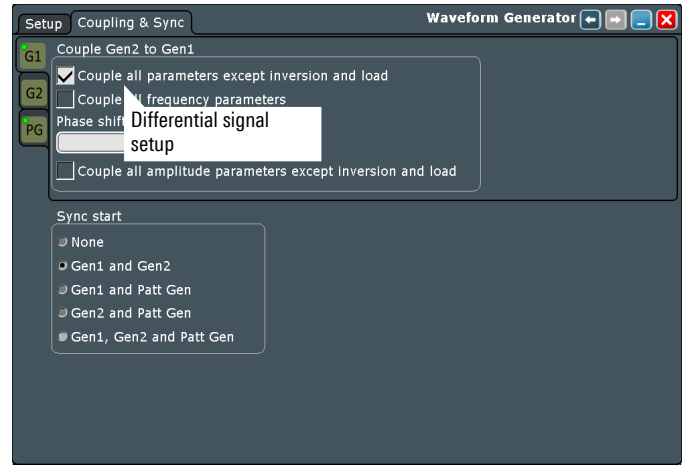 Setup Coupling & Sync Waveform Generator
G1 Couple Gen2 to Gen1
Couple all parameters except inversion and load
G2
Couple all frequency parameters
PG
Phase shift
Differential signal
setup
Couple all amplitude parameters except inversion and load
Sync start
None
Gen1 and Gen2
Gen1 and Patt Gen
Gen2 and Patt Gen
Gen1, Gen2 and Patt Gen